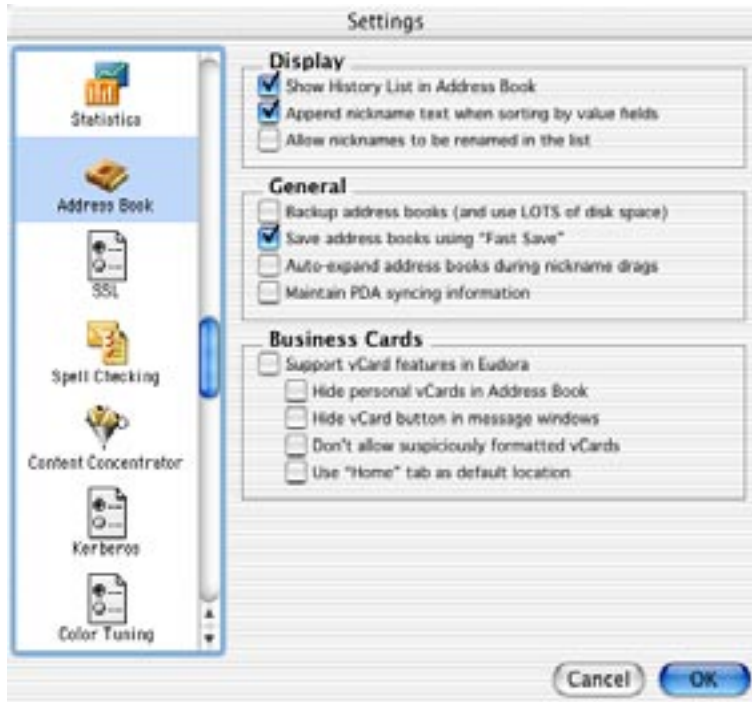 Settings
Statistics
Address Book
SSL
Spell Checking
Content Concentrator
Kerberos
Color Tuning
Display
Show History List in Address Book
Append nickname text when sorting by value fields
Allow nicknames to be renamed in the list
General
Backup address books (and use LOTS of disk space)
Save address books using "Fast Save"
Auto-expand address books during nickname drags
Maintain PDA syncing information
Business Cards
Support vCard features in Eudora
Hide personal vCards in Address Book
Hide vCard button in message windows
Don't allow suspiciously formatted vCards
Use "Home" tab as default location
Cancel
OK